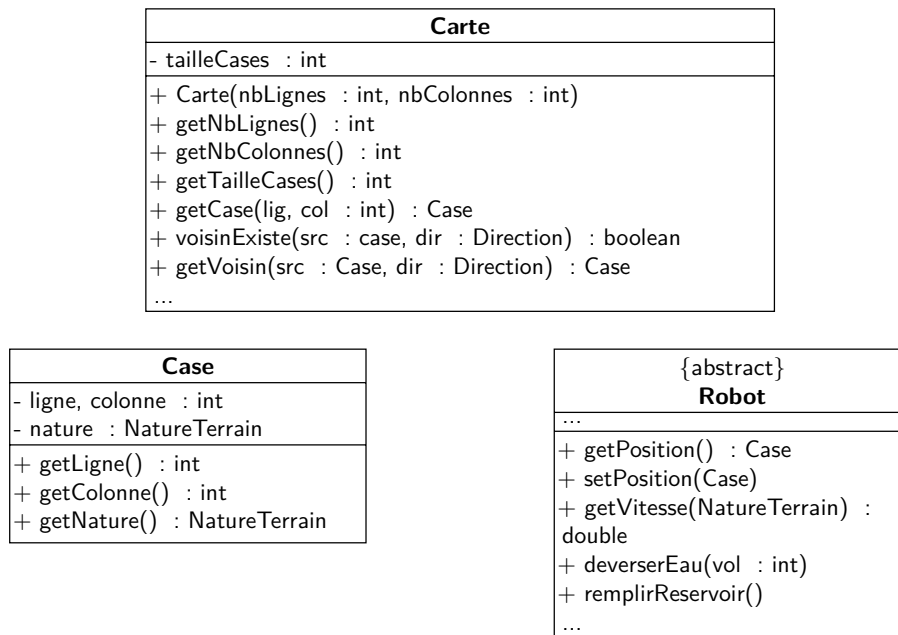 Carte
- tailleCases : int
+ Carte(nbLignes : int, nbColonnes : int)
+ getNbLignes() : int
+ getNbColonnes() : int
+ getTailleCases() : int
+ getCase(lig, col : int) : Case
+ voisinExiste(src : case, dir : Direction) : boolean
+ getVoisin(src : Case, dir : Direction) : Case
...
Case
- ligne, colonne : int
- nature : NatureTerrain
+ getLigne() : int
+ getColonne() : int
+ getNature() : NatureTerrain
{abstract}
Robot
...
+ getPosition() : Case
+ setPosition(Case)
+ getVitesse(NatureTerrain) :
double
+ deverserEau(vol : int)
+ remplirReservoir()
...